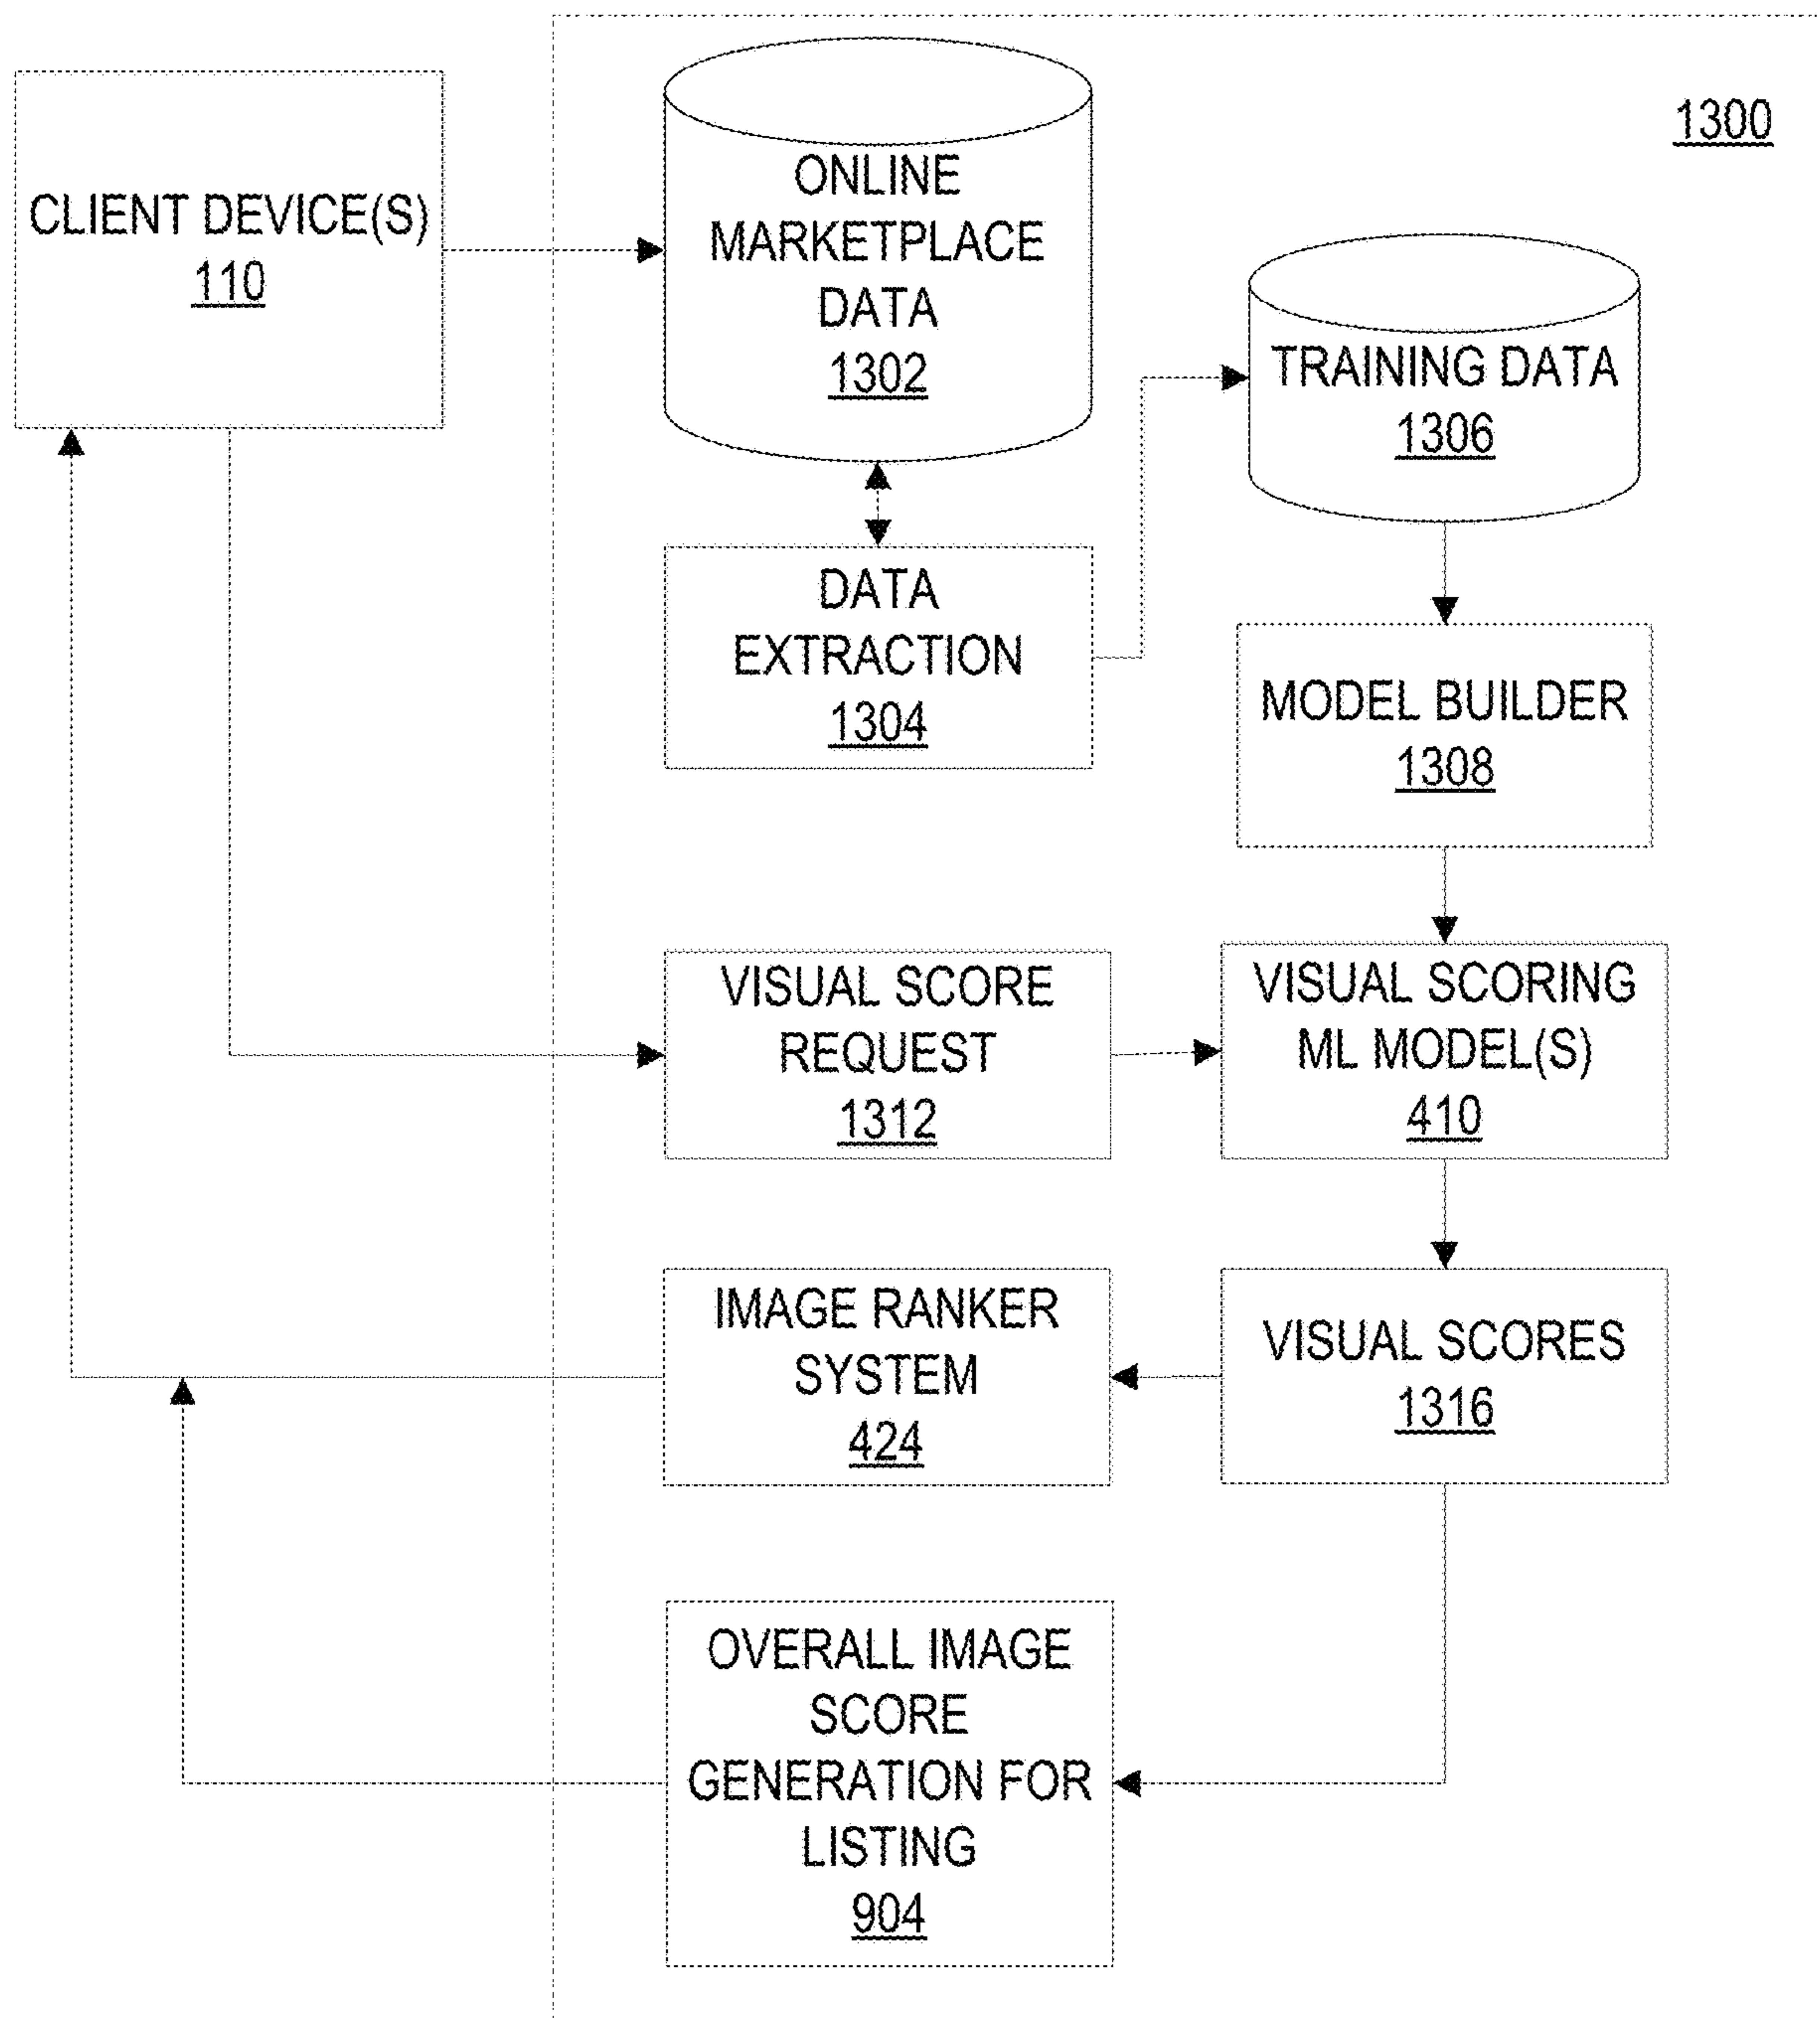 1300
CLIENT DEVICE(S)
110
ONLINE
MARKETPLACE
DATA
1302
TRAINING DATA
1306
DATA
EXTRACTION
1304
MODEL BUILDER
1308
VISUAL SCORE
REQUEST
1312
VISUAL SCORING
ML MODEL(S)
410
IMAGE RANKER
SYSTEM
424
VISUAL SCORES
1316
OVERALL IMAGE
SCORE
GENERATION FOR
LISTING
904